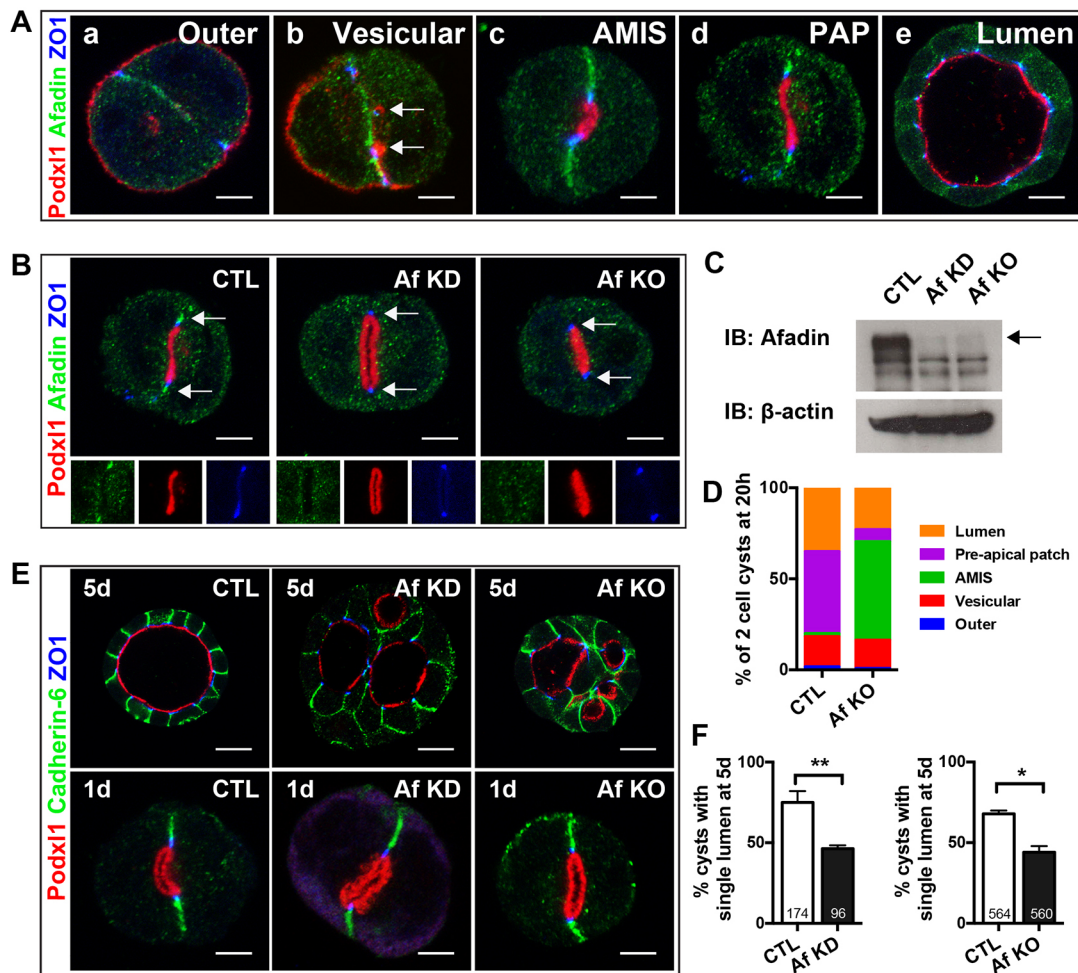 A
Podxl1 Afadin ZO1
a
Outer
b
Vesicular
c
AMIS
d
PAP
e
Lumen
B
Podxl1 Afadin ZO1
CTL
Af KD
Af KO
C
CTL
Af KD
Af KO
IB: Afadin
IB: β-actin
D
% of 2 cell cysts at 20h
100
50
0
CTL
Af KO
Lumen
Pre-apical patch
AMIS
Vesicular
Outer
E
Podxl1 Cadherin-6 ZO1
5d
CTL
5d
Af KD
5d
Af KO
1d
CTL
1d
Af KD
1d
Af KO
F
% cysts with
single lumen at 5d
100
50
0
**
174
96
CTL
Af KD
% cysts with
single lumen at 5d
100
50
0
*
564
560
CTL
Af KO